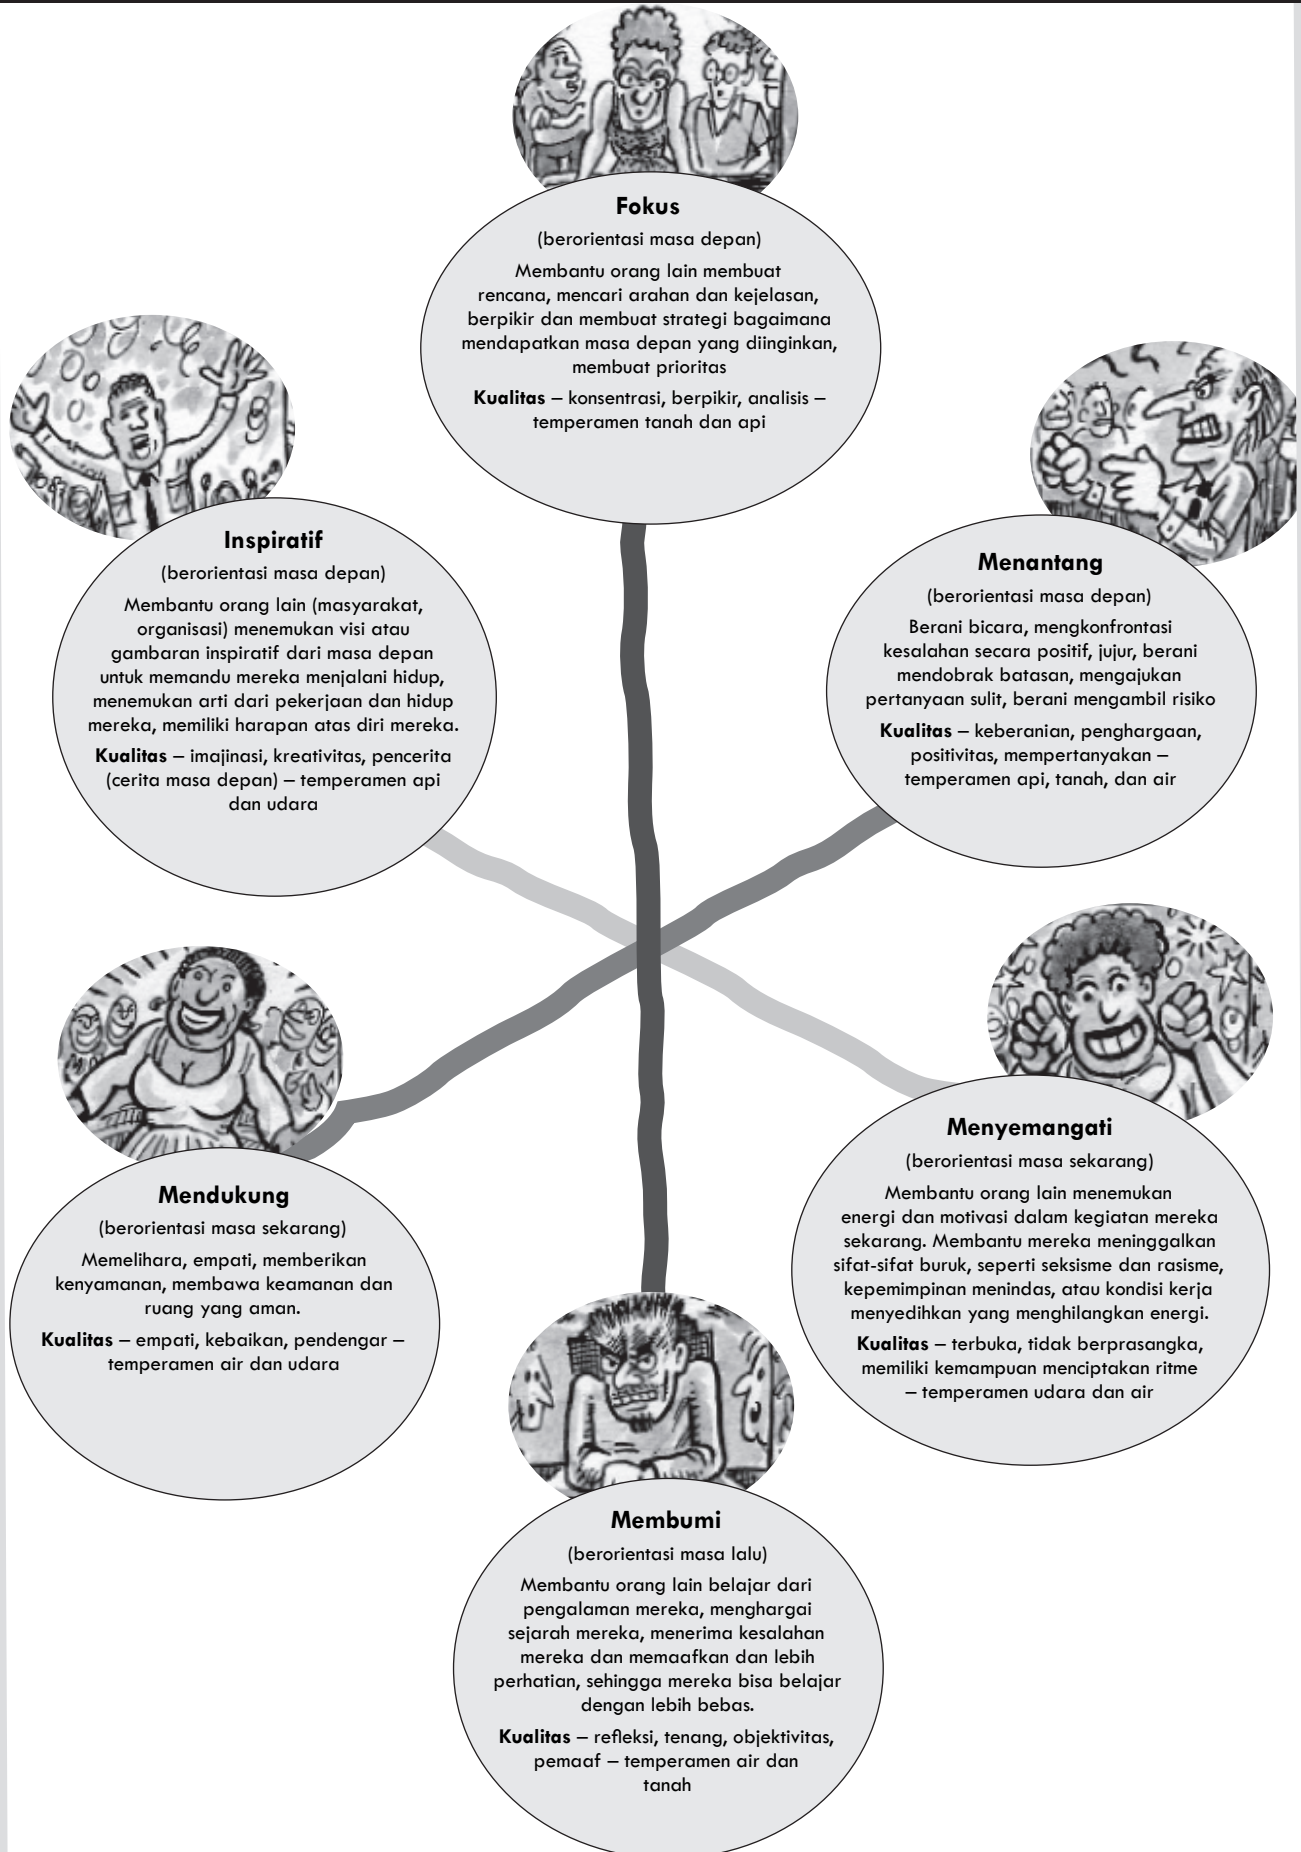 Fokus
(berorientasi masa depan)
Membantu orang lain membuat
rencana, mencari arahan dan kejelasan,
berpikir dan membuat strategi bagaimana
mendapatkan masa depan yang diinginkan,
membuat prioritas
Kualitas – konsentrasi, berpikir, analisis –
temperamen tanah dan api
Inspiratif
(berorientasi masa depan)
Membantu orang lain (masyarakat,
organisasi) menemukan visi atau
gambaran inspiratif dari masa depan
untuk memandu mereka menjalani hidup,
menemukan arti dari pekerjaan dan hidup
mereka, memiliki harapan atas diri mereka.
Kualitas – imajinasi, kreativitas, pencerita
(cerita masa depan) – temperamen api
dan udara
Menantang
(berorientasi masa depan)
Berani bicara, mengkonfrontasi
kesalahan secara positif, jujur, berani
mendobrak batasan, mengajukan
pertanyaan sulit, berani mengambil risiko
Kualitas – keberanian, penghargaan,
positivitas, mempertanyakan –
temperamen api, tanah, dan air
Mendukung
(berorientasi masa sekarang)
Memelihara, empati, memberikan
kenyamanan, membawa keamanan dan
ruang yang aman.
Kualitas – empati, kebaikan, pendengar –
temperamen air dan udara
Menyemangati
(berorientasi masa sekarang)
Membantu orang lain menemukan
energi dan motivasi dalam kegiatan mereka
sekarang. Membantu mereka meninggalkan
sifat-sifat buruk, seperti seksisme dan rasisme,
kepemimpinan menindas, atau kondisi kerja
menyedihkan yang menghilangkan energi.
Kualitas – terbuka, tidak berprasangka,
memiliki kemampuan menciptakan ritme
– temperamen udara dan air
Membumi
(berorientasi masa lalu)
Membantu orang lain belajar dari
pengalaman mereka, menghargai
sejarah mereka, menerima kesalahan
mereka dan memaafkan dan lebih
perhatian, sehingga mereka bisa belajar
dengan lebih bebas.
Kualitas – refleksi, tenang, objektivitas,
pemaaf – temperamen air dan
tanah